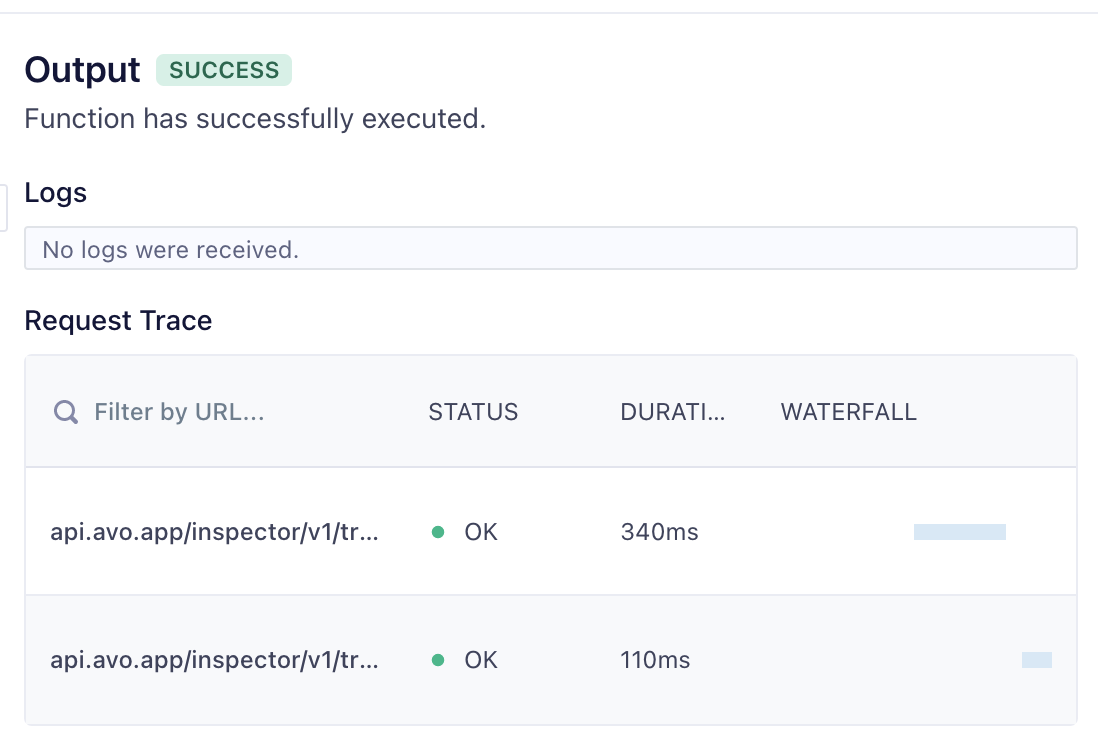 Output SUCCESS
Function has successfully executed.
Logs
No logs were received.
Request Trace
Filter by URL... STATUS DURATI... WATERFALL
api.avo.app/inspector/v1/tr... OK 340ms
api.avo.app/inspector/v1/tr... OK 110ms